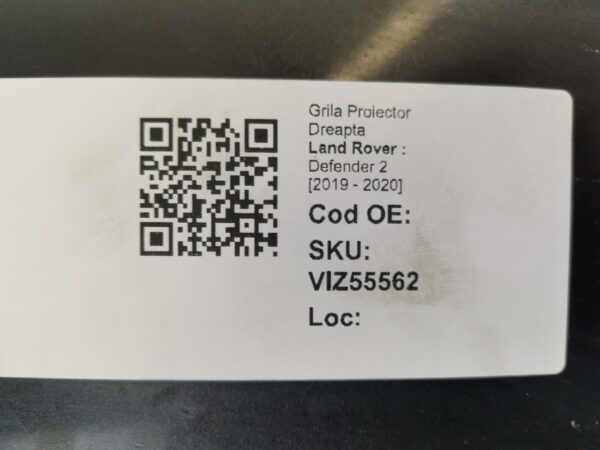 Grila Proiector
Dreapta
Land Rover :
Defender 2
[2019 - 2020]
Cod OE:
SKU:
VIZ55562
Loc: